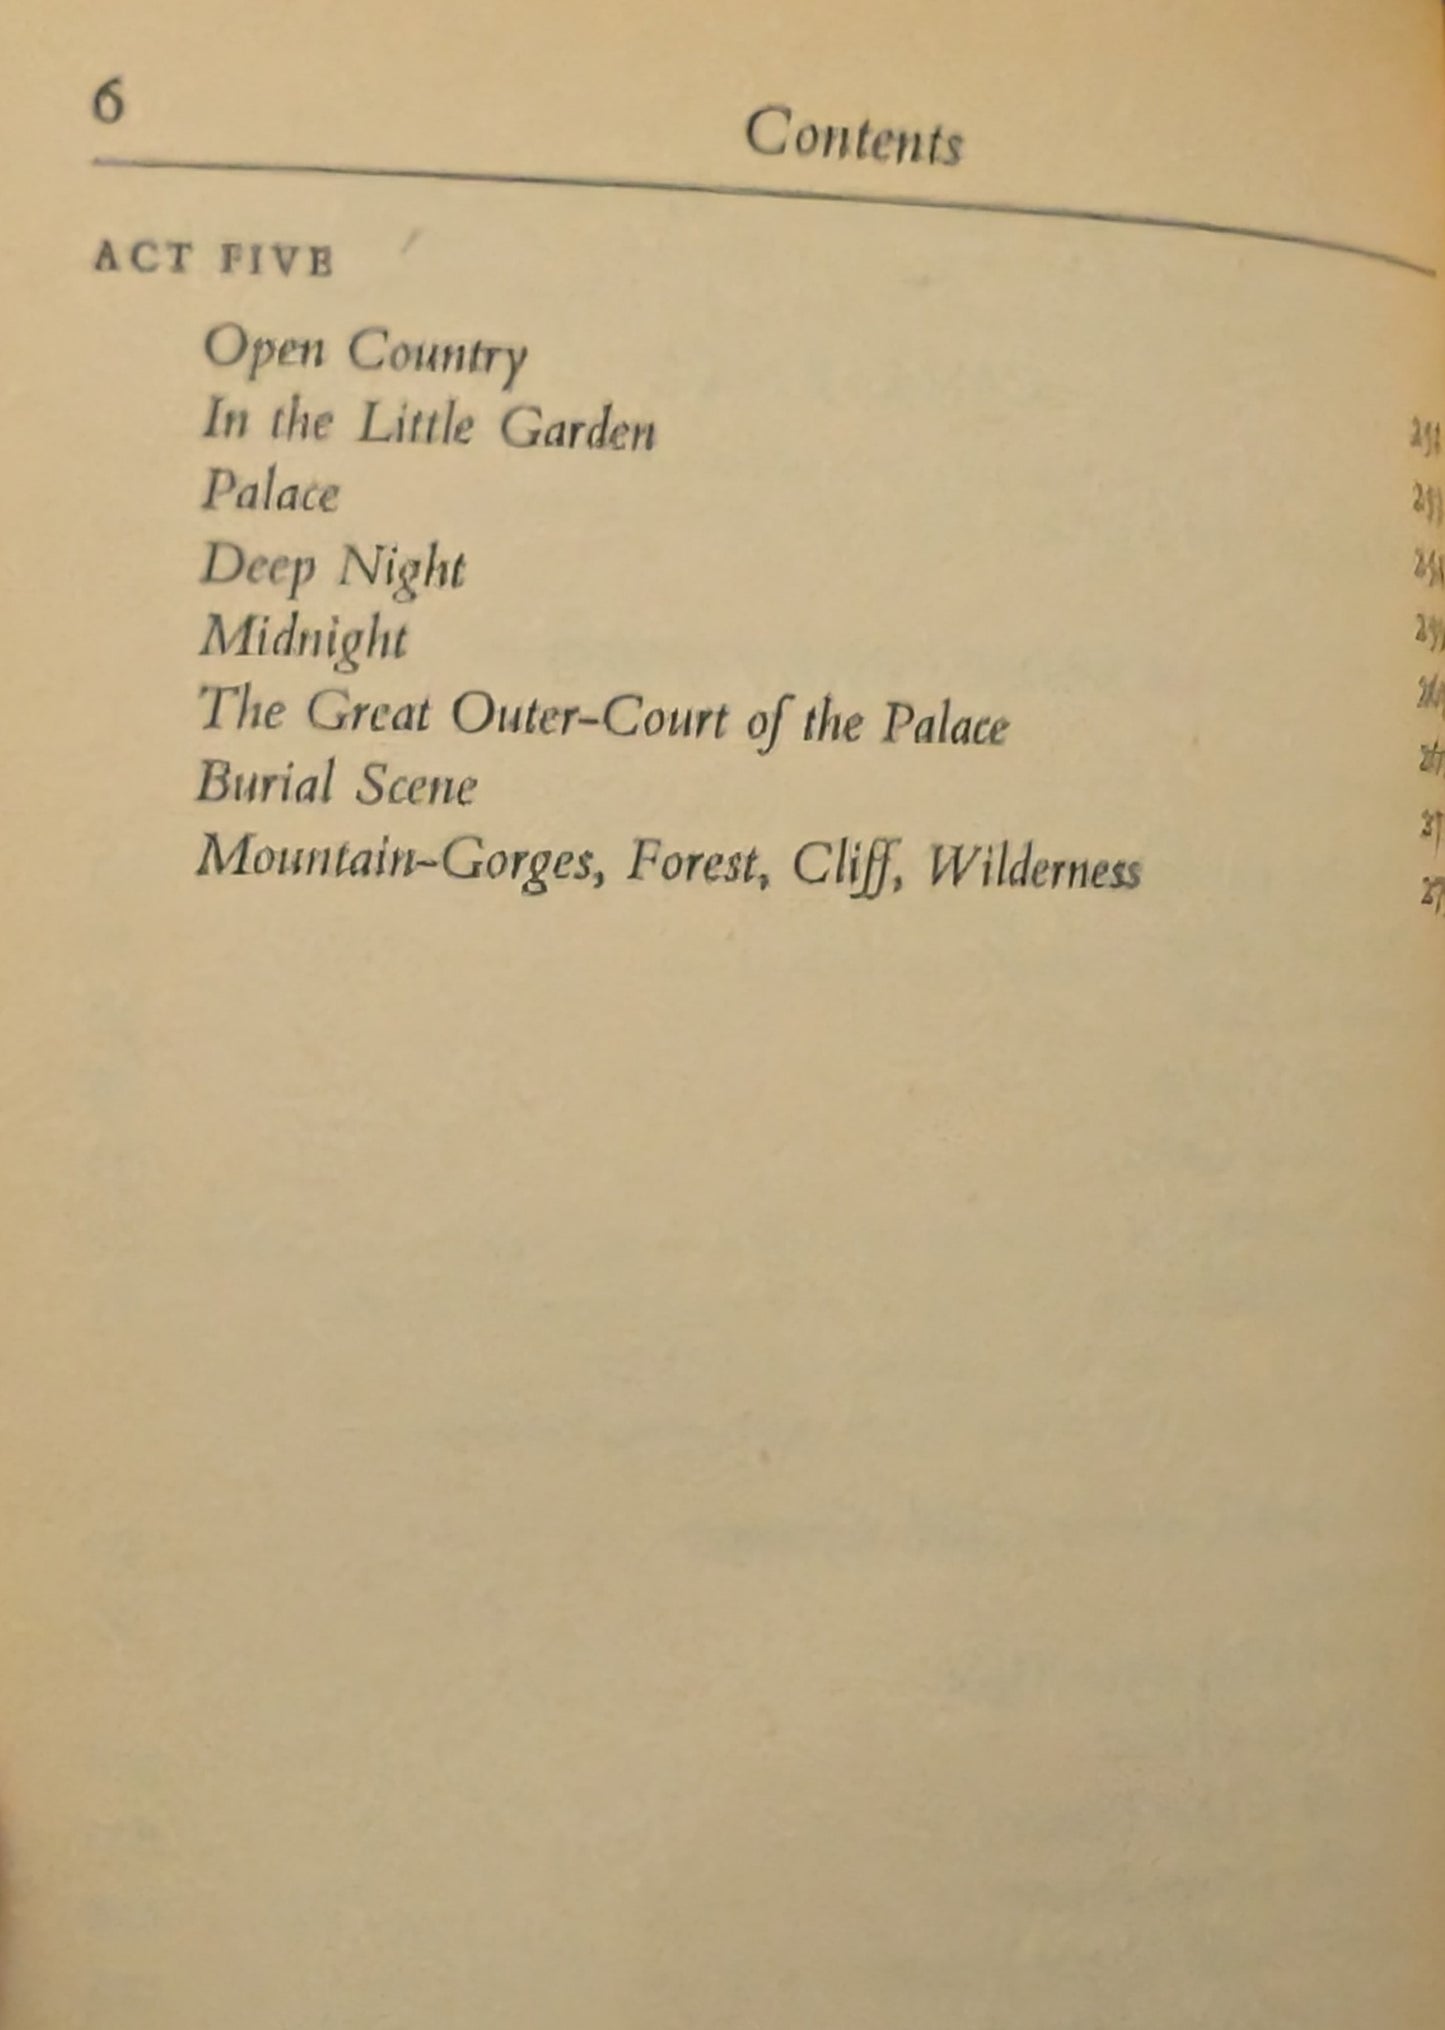 6
Contents
ACT FIVE
Open Country
In the Little Garden
Palace
Deep Night
Midnight
The Great Outer-Court of the Palace
Burial Scene
Mountain-Gorges, Forest, Cliff, Wilderness